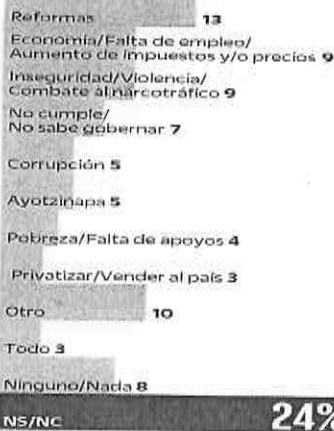 Reformas 13
Economía/Falta de empleo/
Aumento de impuestos y/o precios 9
Inseguridad/Violencia/
Combate al narcotráfico 9
No cumple/
No sabe gobernar 7
Corrupción 5
Ayotzinapa 5
Pobreza/Falta de apoyos 4
Privatizar/Vender al país 3
Otro 10
Todo 3
Ninguno/Nada 8
NS/NC 24%